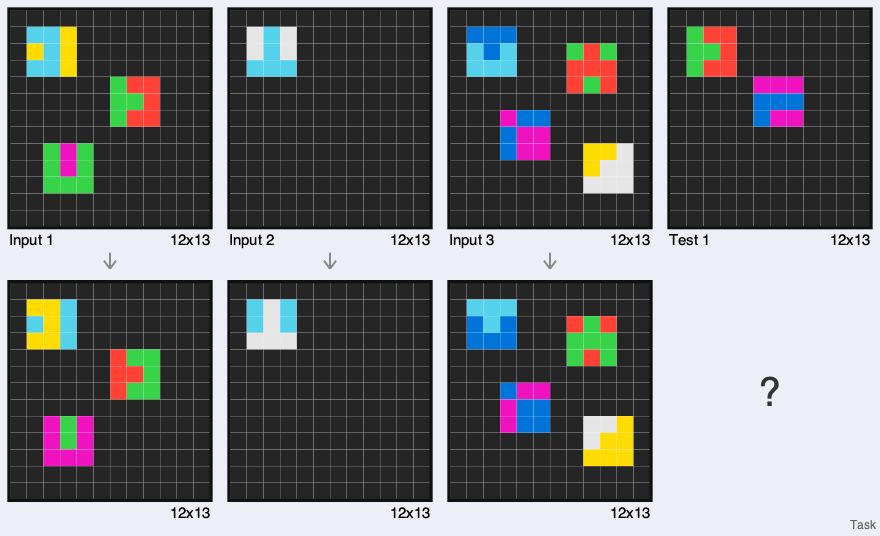 Input 1 12x13
Input 2 12x13
Input 3 12x13
Test 1 12x13
12x13
12x13
12x13
?
Task